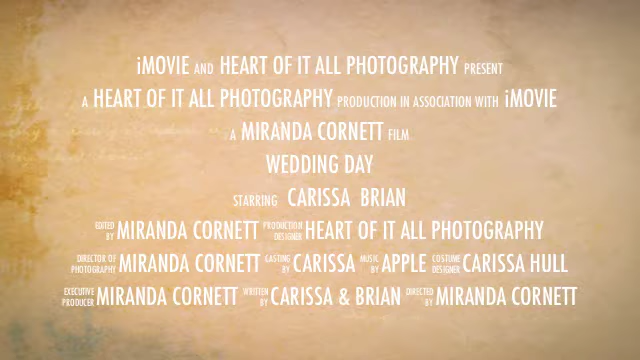 iMOVIE AND HEART OF IT ALL PHOTOGRAPHY PRESENT
A HEART OF IT ALL PHOTOGRAPHY PRODUCTION IN ASSOCIATION WITH iMOVIE
A MIRANDA CORNETT FILM
WEDDING DAY
STARRING CARISSA BRIAN
EDITED BY MIRANDA CORNETT PRODUCTION DESIGNER HEART OF IT ALL PHOTOGRAPHY
DIRECTOR OF PHOTOGRAPHY MIRANDA CORNETT CASTING BY CARISSA MUSIC BY APPLE COSTUME DESIGNER CARISSA HULL
EXECUTIVE PRODUCER MIRANDA CORNETT WRITTEN BY CARISSA & BRIAN DIRECTED BY MIRANDA CORNETT